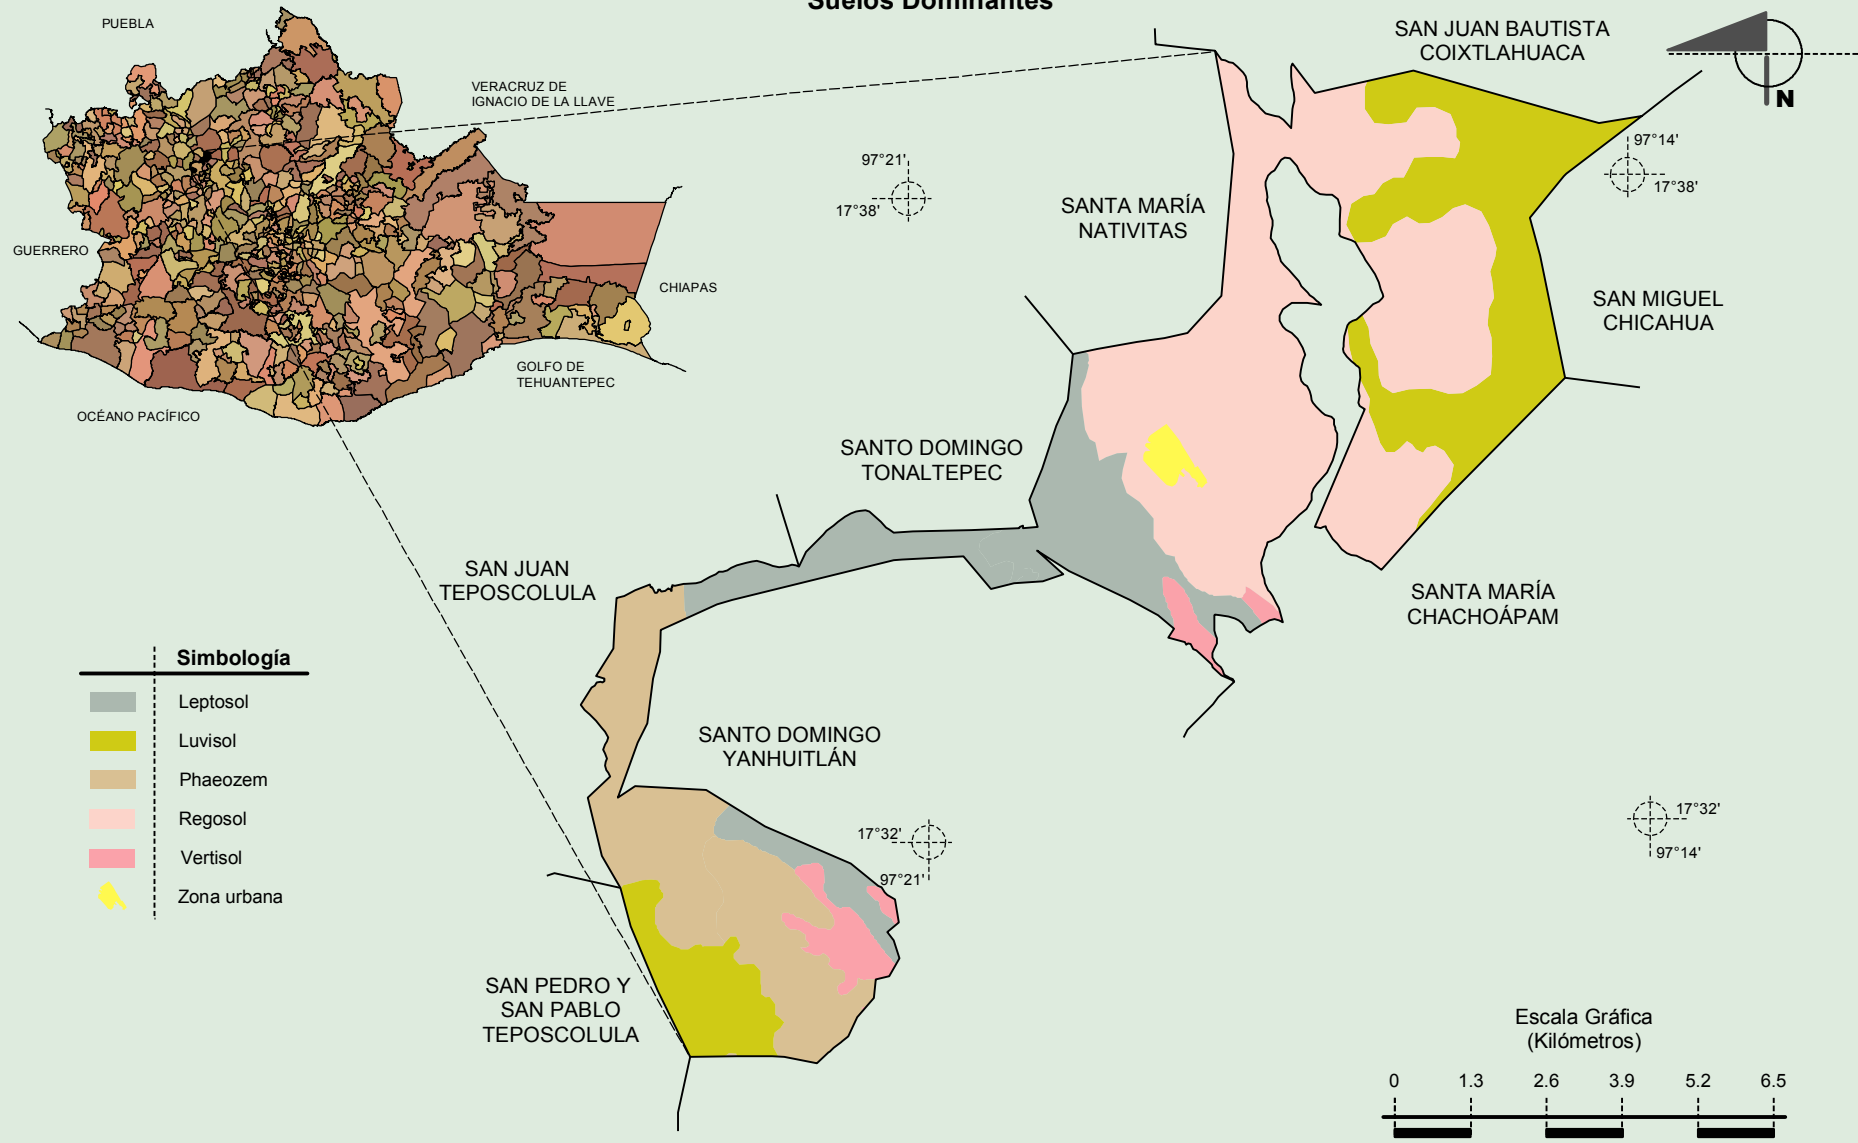 Suelos Dominantes
PUEBLA
VERACRUZ DE
IGNACIO DE LA LLAVE
GUERRERO
CHIAPAS
GOLFO DE
TEHUANTEPEC
OCÉANO PACÍFICO
SAN JUAN BAUTISTA
COIXTLAHUACA
N
97°14'
17°38'
97°21'
17°38'
SANTA MARÍA
NATIVITAS
SAN MIGUEL
CHICAHUA
SANTO DOMINGO
TONALTEPEC
SAN JUAN
TEPOSCOLULA
SANTA MARÍA
CHACHOÁPAM
Simbología
Leptosol
Luvisol
Phaeozem
Regosol
Vertisol
Zona urbana
SANTO DOMINGO
YANHUITLÁN
17°32'
97°21'
17°32'
97°14'
SAN PEDRO Y
SAN PABLO
TEPOSCOLULA
Escala Gráfica
(Kilómetros)
0 1.3 2.6 3.9 5.2 6.5